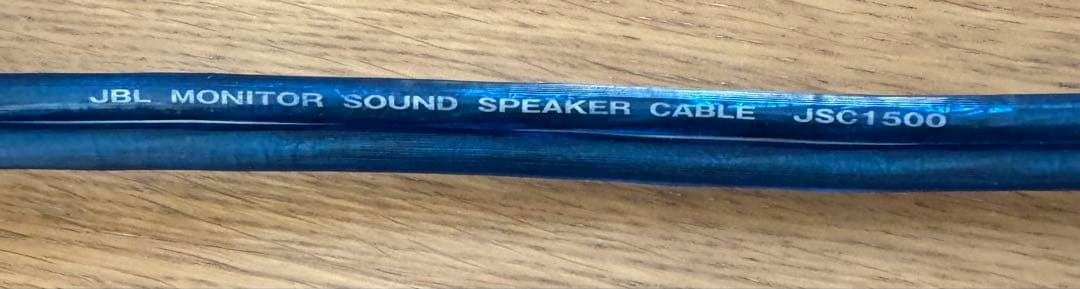 JBL MONITOR SOUND SPEAKER CABLE JSC1500